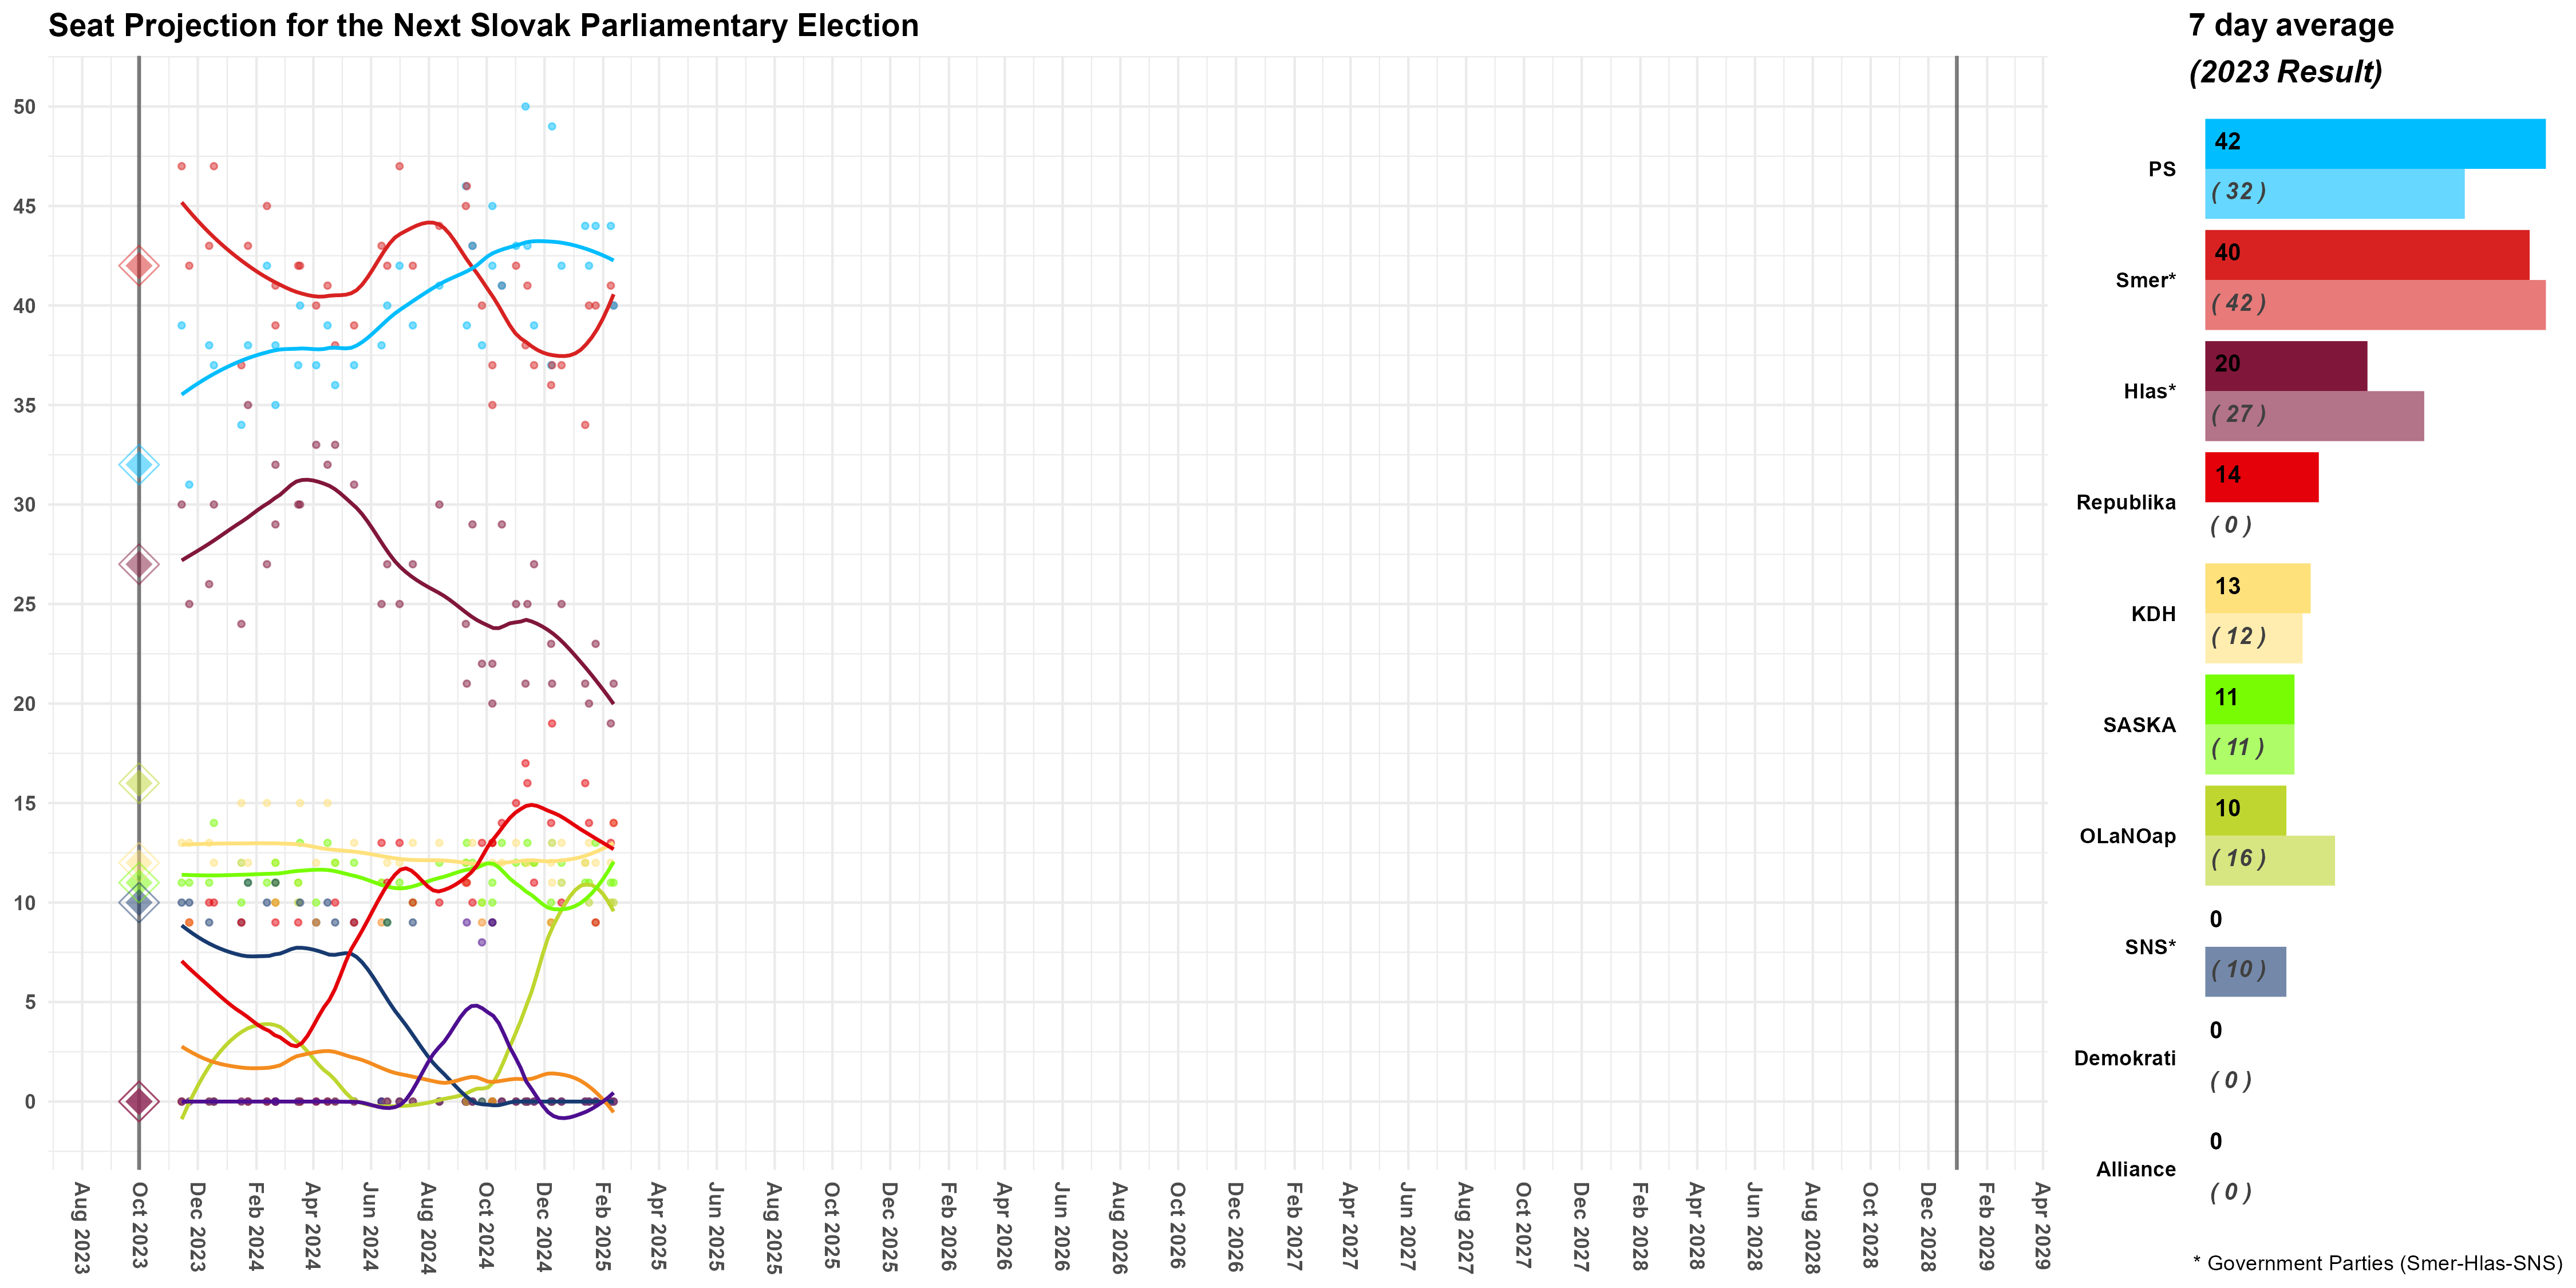 Seat Projection for the Next Slovak Parliamentary Election
50
45
40
35
30
25
20
15
10
5
0
Aug 2023
Oct 2023
Dec 2023
Feb 2024
Apr 2024
Jun 2024
Aug 2024
Oct 2024
Dec 2024
Feb 2025
Apr 2025
Jun 2025
Aug 2025
Oct 2025
Dec 2025
Feb 2026
Apr 2026
Jun 2026
Aug 2026
Oct 2026
Dec 2026
Feb 2027
Apr 2027
Jun 2027
Aug 2027
Oct 2027
Dec 2027
Feb 2028
Apr 2028
Jun 2028
Aug 2028
Oct 2028
Dec 2028
Feb 2029
Apr 2029
7 day average
(2023 Result)
PS
42
( 32 )
Smer*
40
( 42 )
Hlas*
20
( 27 )
Republika
14
( 0 )
KDH
13
( 12 )
SASKA
11
( 11 )
OLaNOap
10
( 16 )
SNS*
0
( 10 )
Demokrati
0
( 0 )
Alliance
0
( 0 )
* Government Parties (Smer-Hlas-SNS)